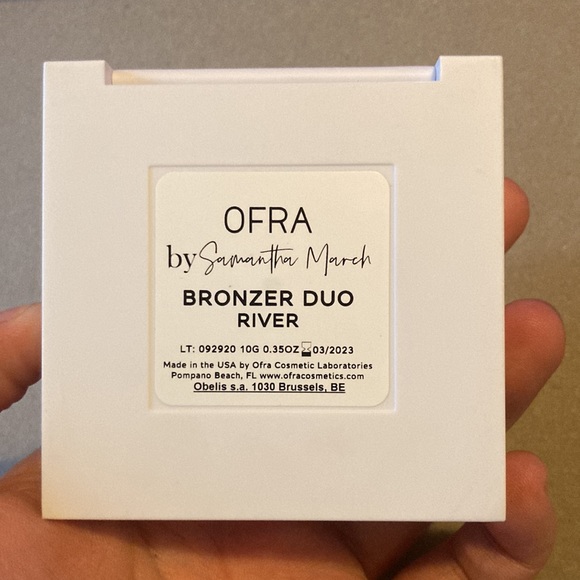 OFRA
by Samantha March
BRONZER DUO
RIVER
LT: 092920 10G 0.35OZ 03/2023
Made in the USA by Ofra Cosmetic Laboratories
Pompano Beach, FL www.ofracosmetics.com
Obelis s.a. 1030 Brussels, BE